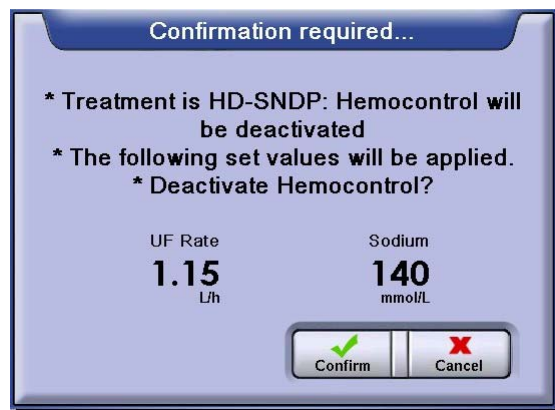 Confirmation required...
* Treatment is HD-SNDP: Hemocontrol will
be deactivated
* The following set values will be applied.
* Deactivate Hemocontrol?
UF Rate
1.15
L/h
Sodium
140
mmol/L
Confirm
Cancel